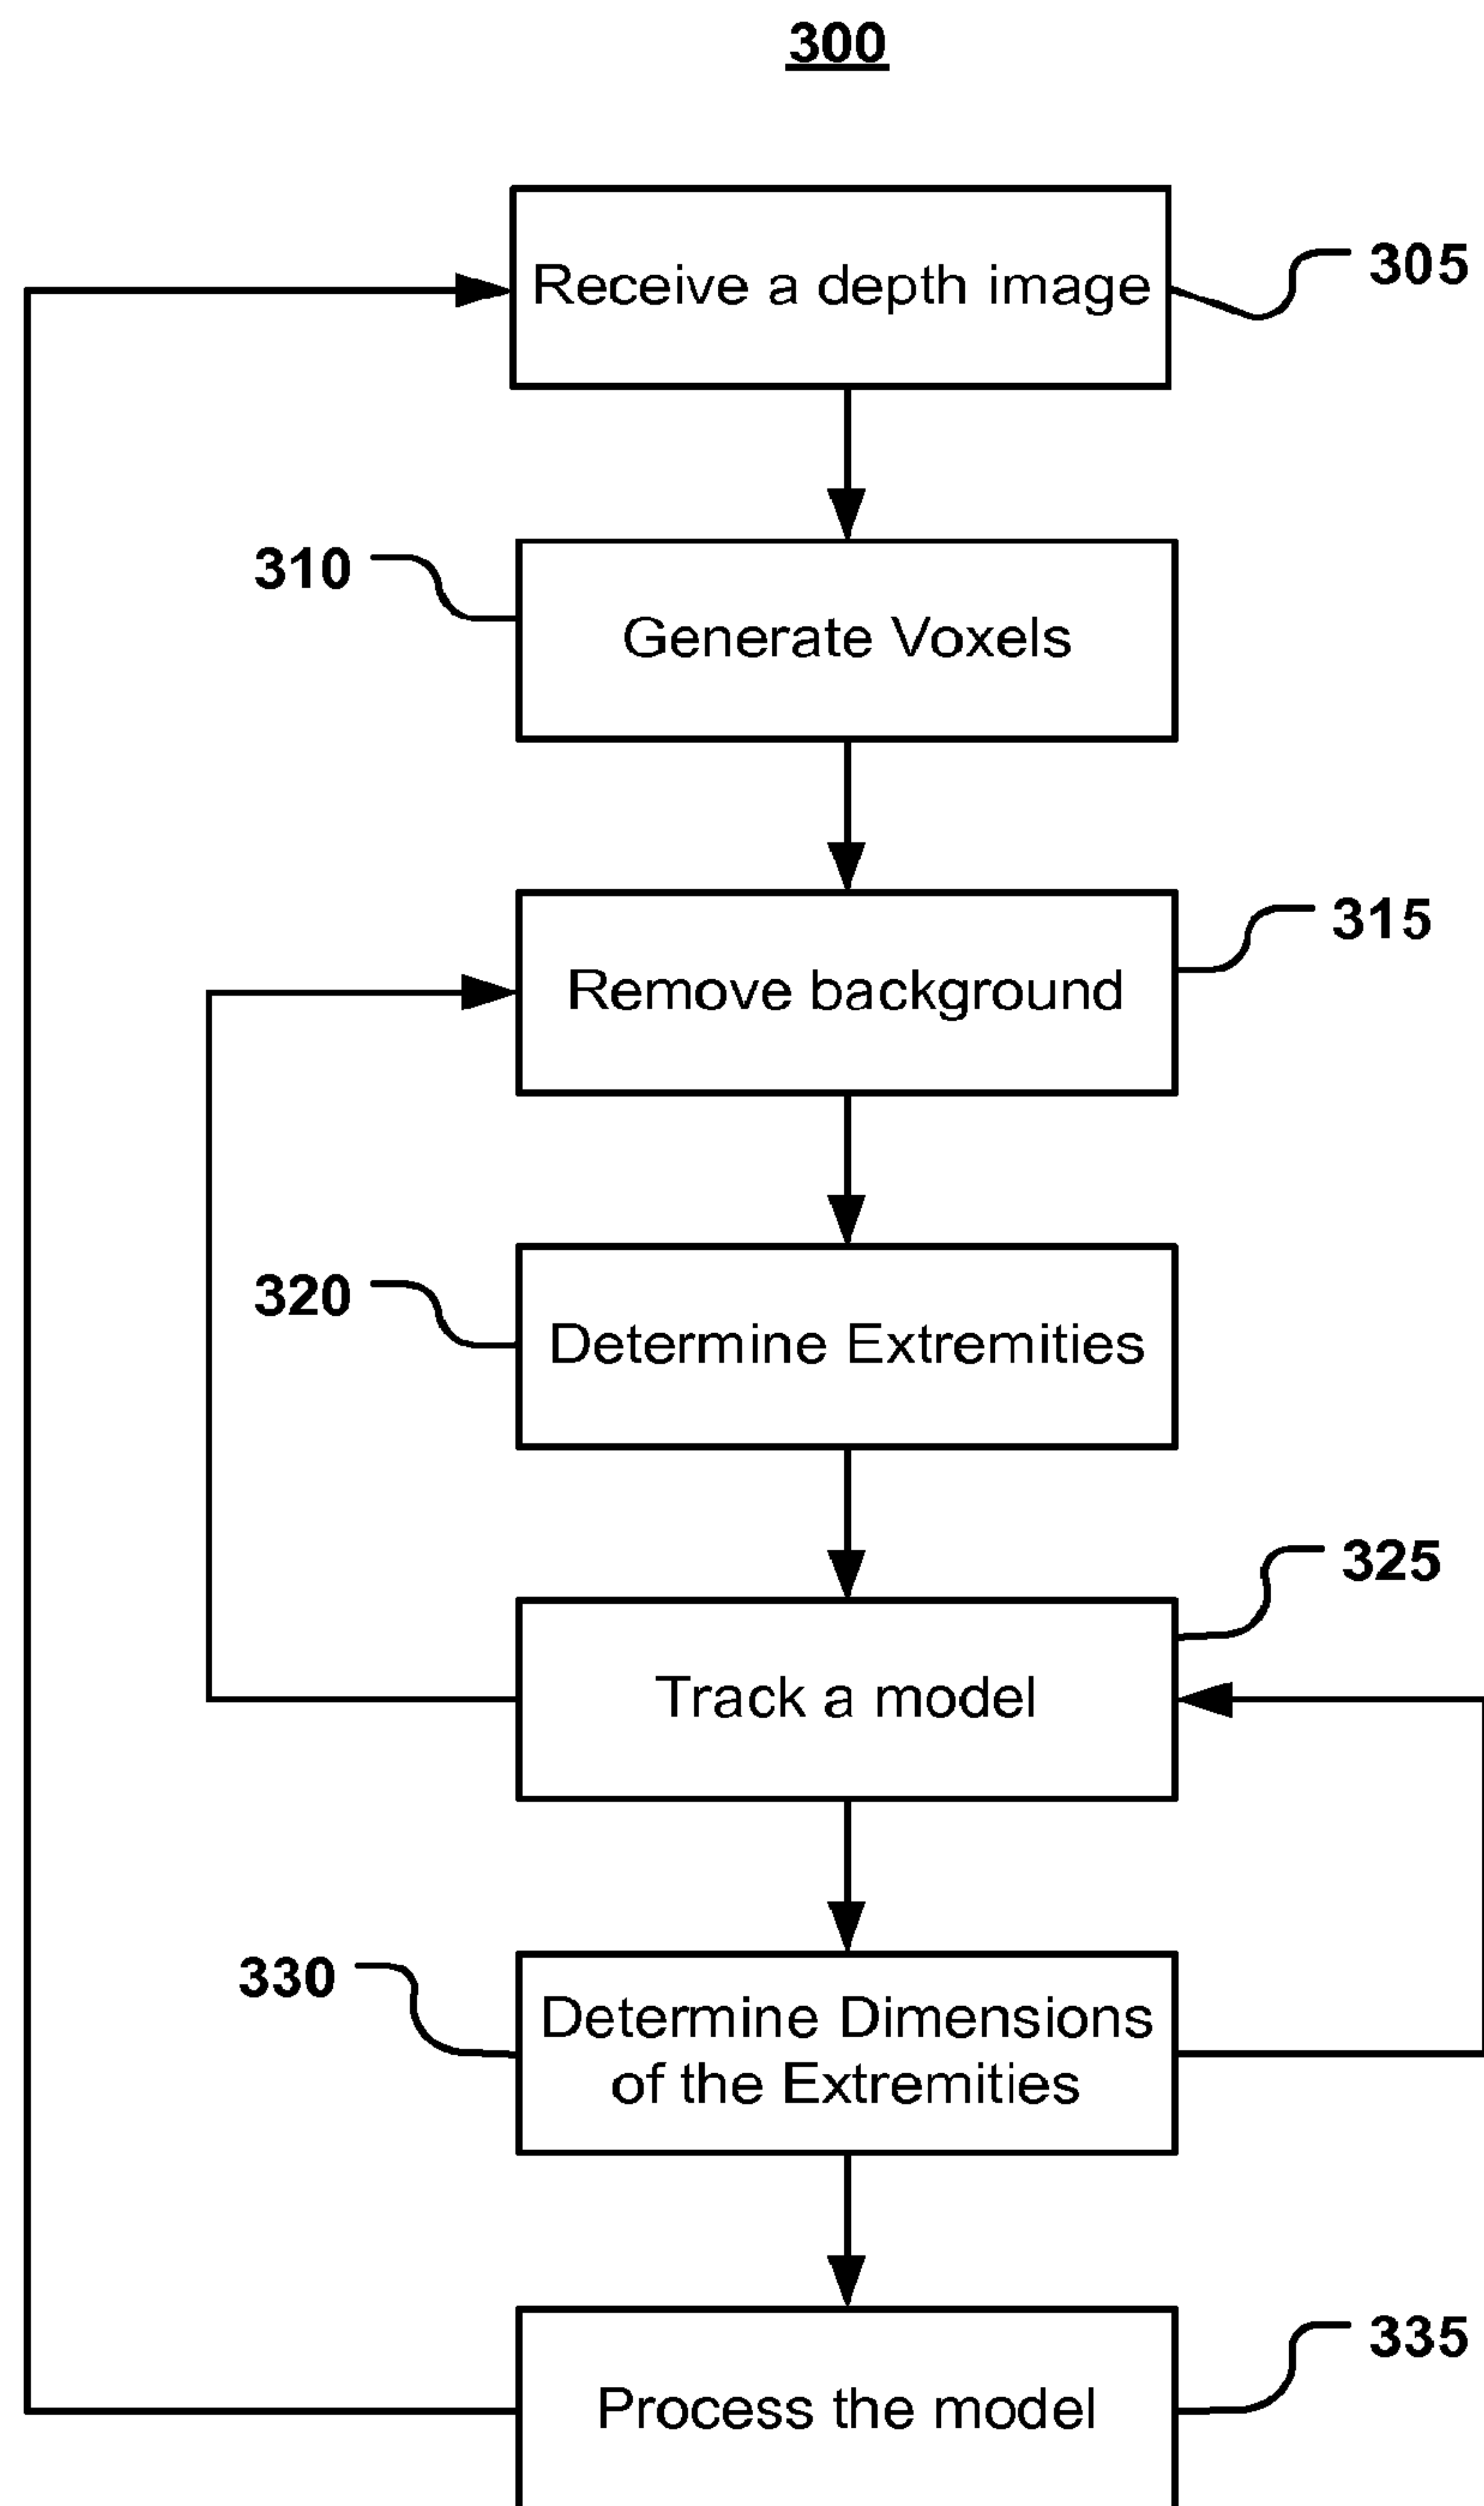 300
Receive a depth image
305
310
Generate Voxels
315
Remove background
320
Determine Extremities
325
Track a model
330
Determine Dimensions
of the Extremities
335
Process the model